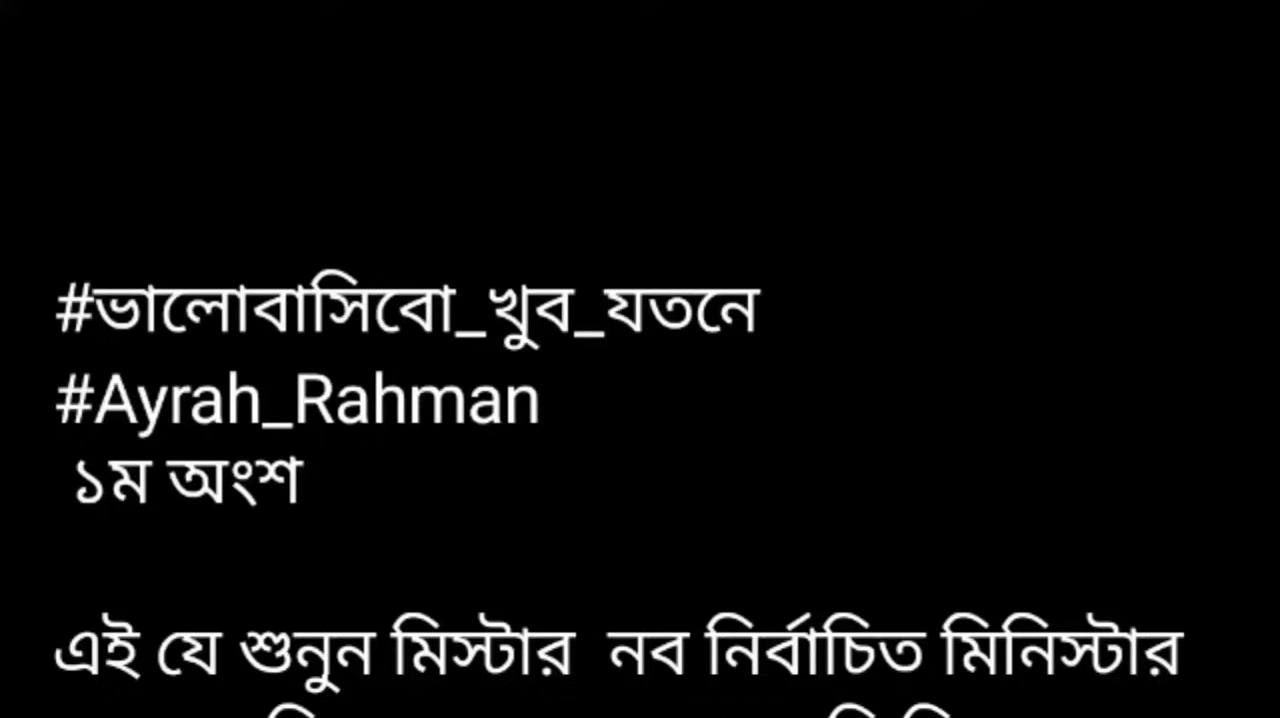 #ভালোবাসিবো_খুব_যতনে
#Ayrah_Rahman
১ম অংশ
এই যে শুনুন মিস্টার নব নির্বাচিত মিনিস্টার